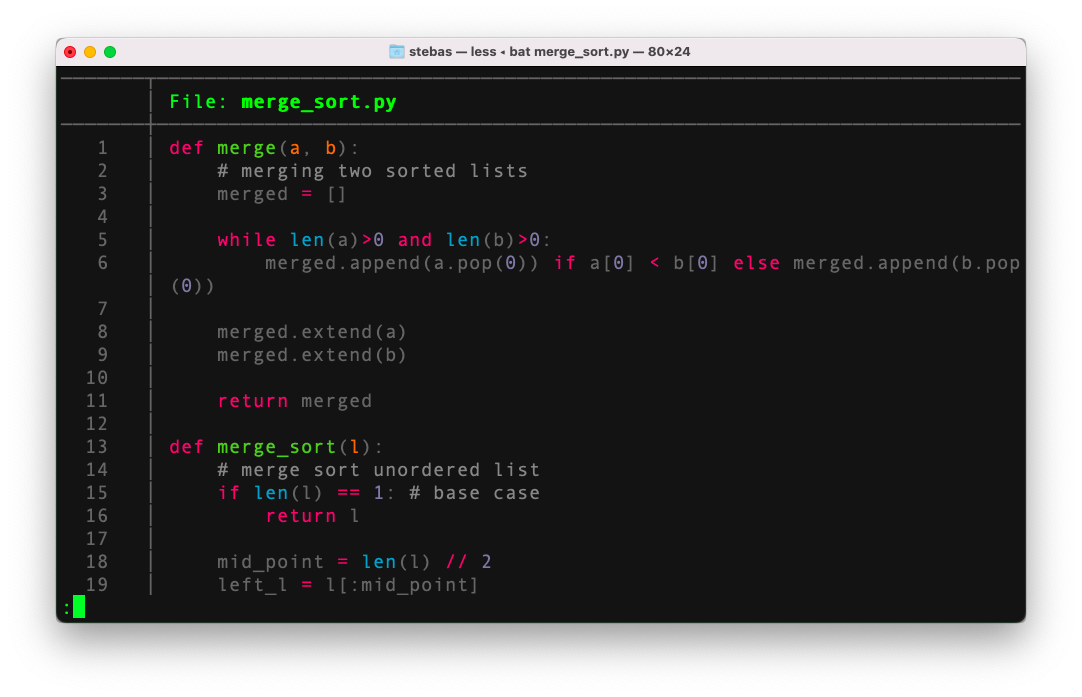 stebas — less ◂ bat merge_sort.py — 80×24
File: merge_sort.py
1 def merge(a, b):
2     # merging two sorted lists
3     merged = []
4
5     while len(a)>0 and len(b)>0:
6         merged.append(a.pop(0)) if a[0] < b[0] else merged.append(b.pop
(0))
7
8     merged.extend(a)
9     merged.extend(b)
10
11     return merged
12
13 def merge_sort(l):
14     # merge sort unordered list
15     if len(l) == 1: # base case
16         return l
17
18     mid_point = len(l) // 2
19     left_l = l[:mid_point]
: